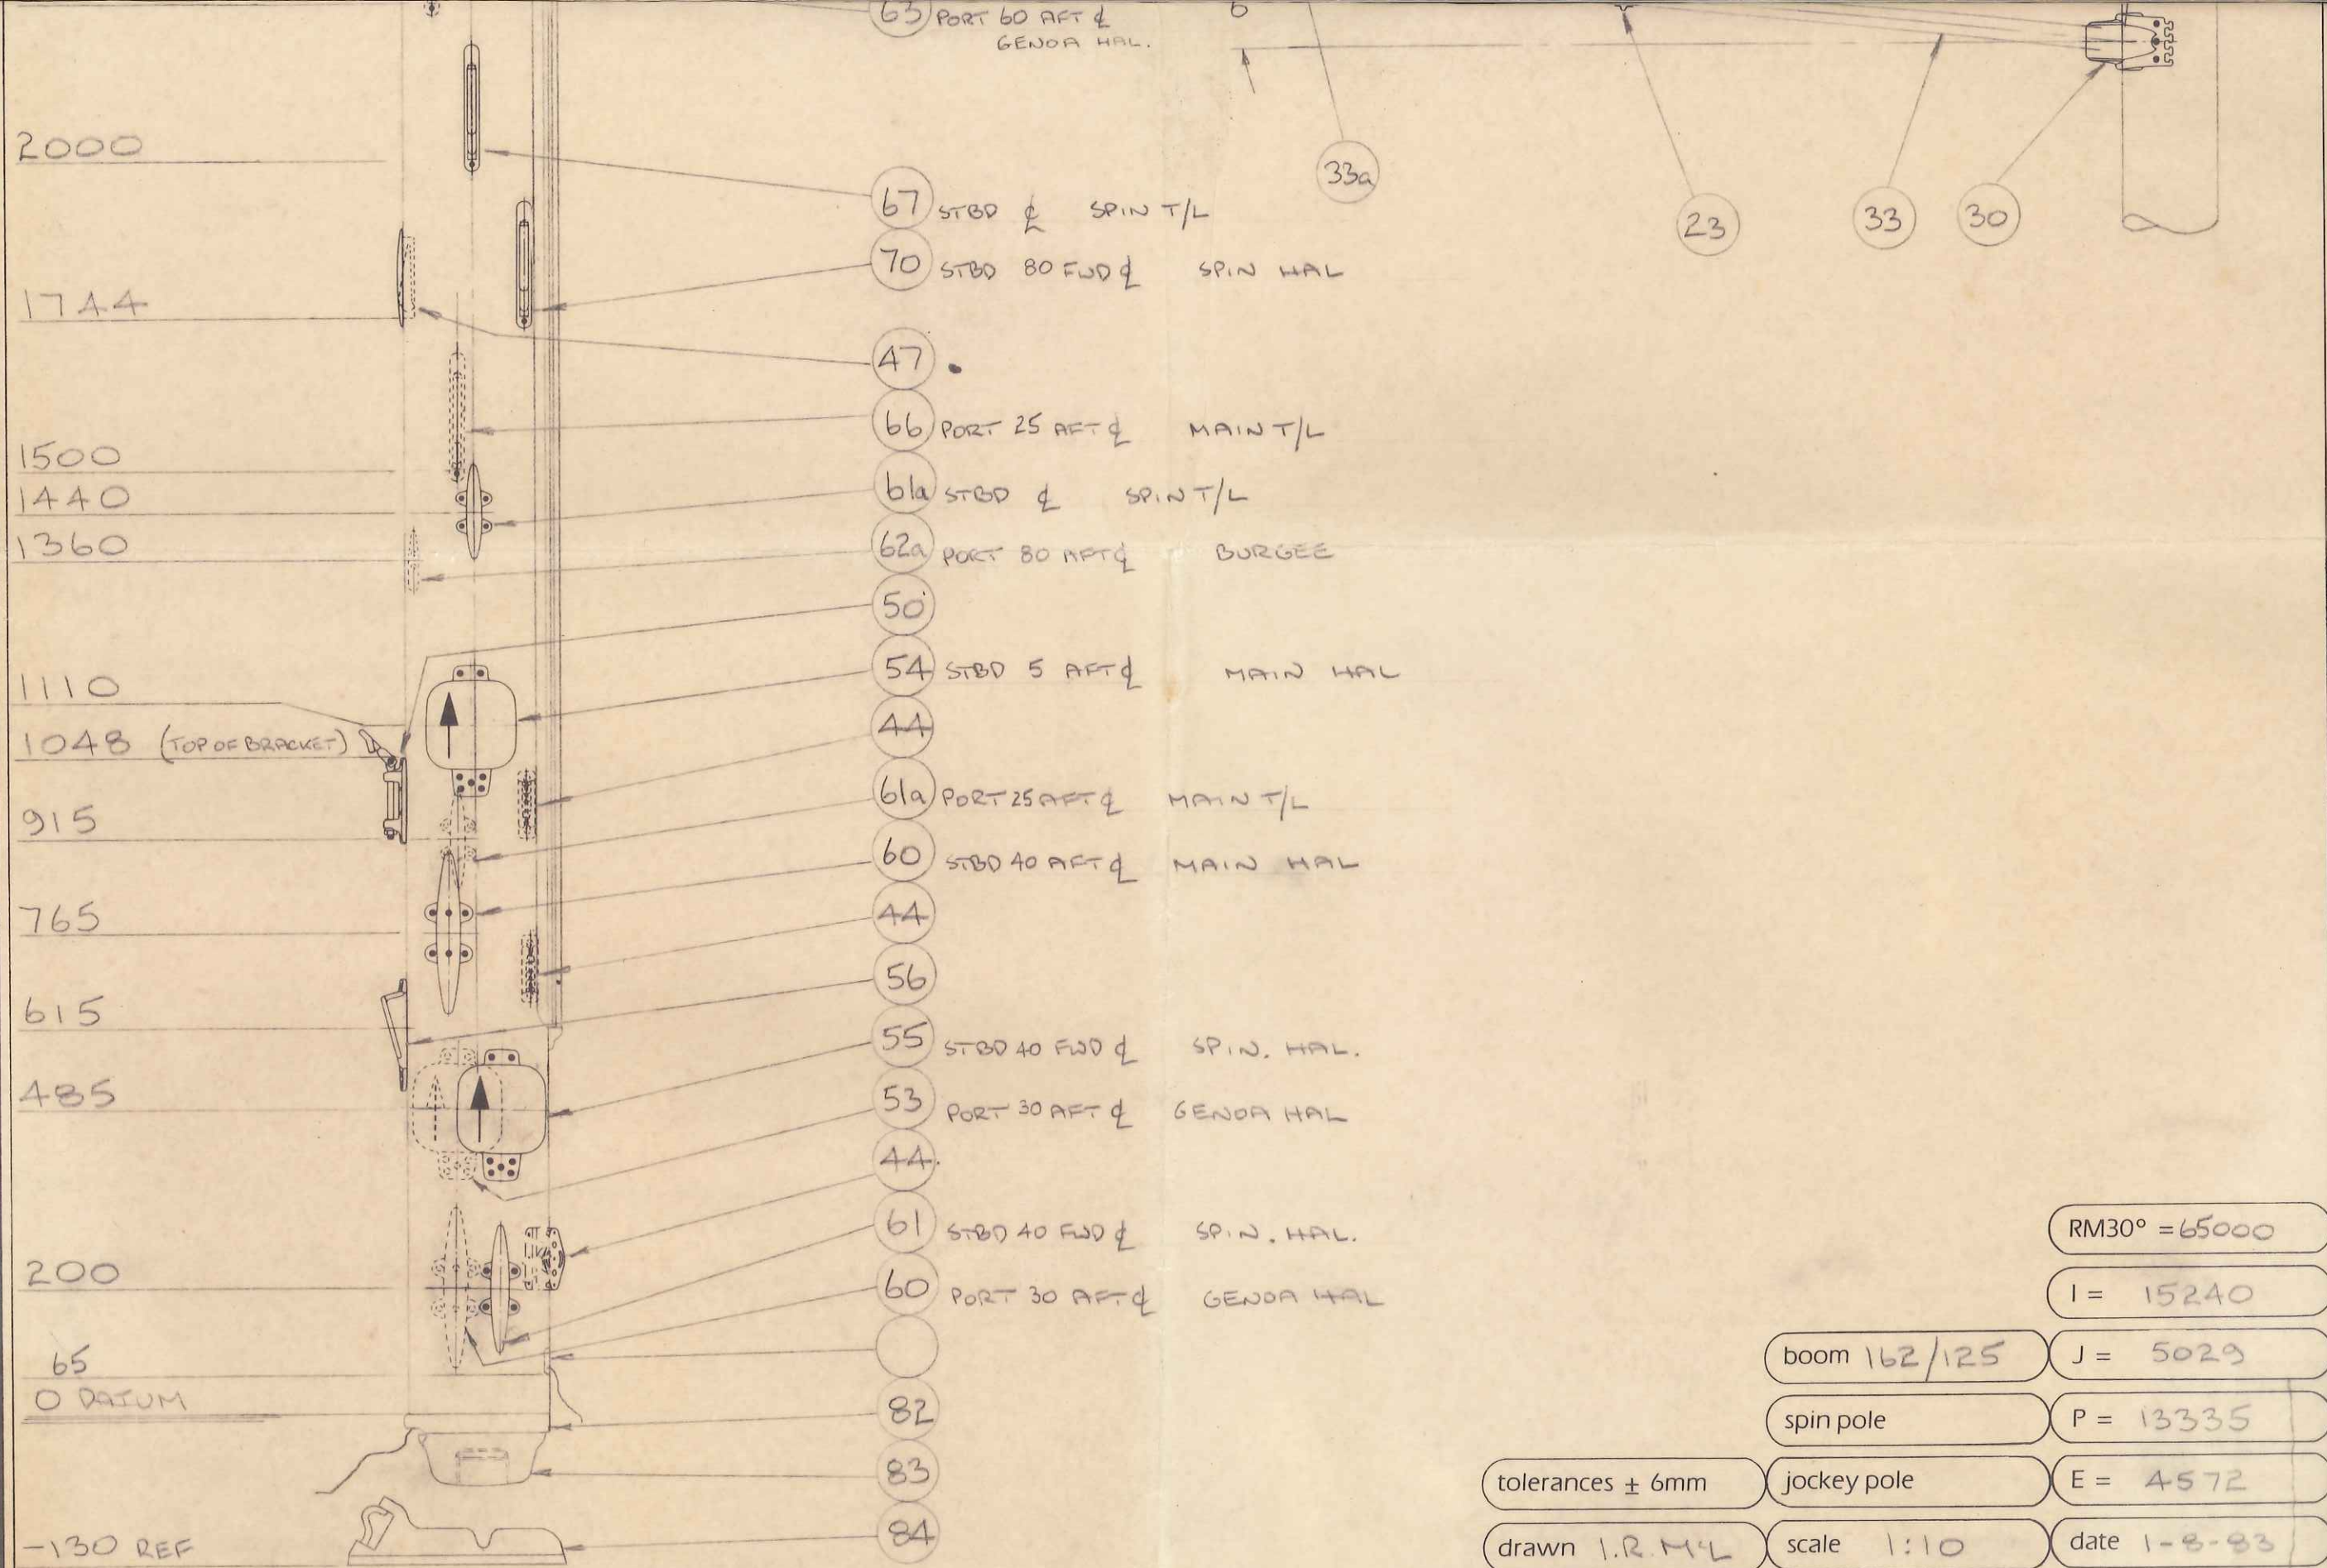 63 PORT 60 AFT ℄
GENOA HAL.
33a
23
33
30
2000
67 STBD ℄ SPIN T/L
70 STBD 80 FWD ℄ SPIN HAL
1744
47
66 PORT 25 AFT ℄ MAIN T/L
1500
61a STBD ℄ SPIN T/L
1440
62a PORT 80 AFT ℄ BURGEE
1360
50
54 STBD 5 AFT ℄ MAIN HAL
1110
44
1048 (TOP OF BRACKET)
61a PORT 25 AFT ℄ MAIN T/L
915
60 STBD 40 AFT ℄ MAIN HAL
765
44
56
615
55 STBD 40 FWD ℄ SPIN. HAL.
485
53 PORT 30 AFT ℄ GENOA HAL
44.
61 STBD 40 FWD ℄ SPIN. HAL.
200
60 PORT 30 AFT ℄ GENOA HAL
65
0 DATUM
82
83
84
-130 REF
RM30° = 65000
I = 15240
boom 162/125
J = 5029
spin pole
P = 13335
tolerances ± 6mm
jockey pole
E = 4572
drawn I.R. McL
scale 1:10
date 1-8-83